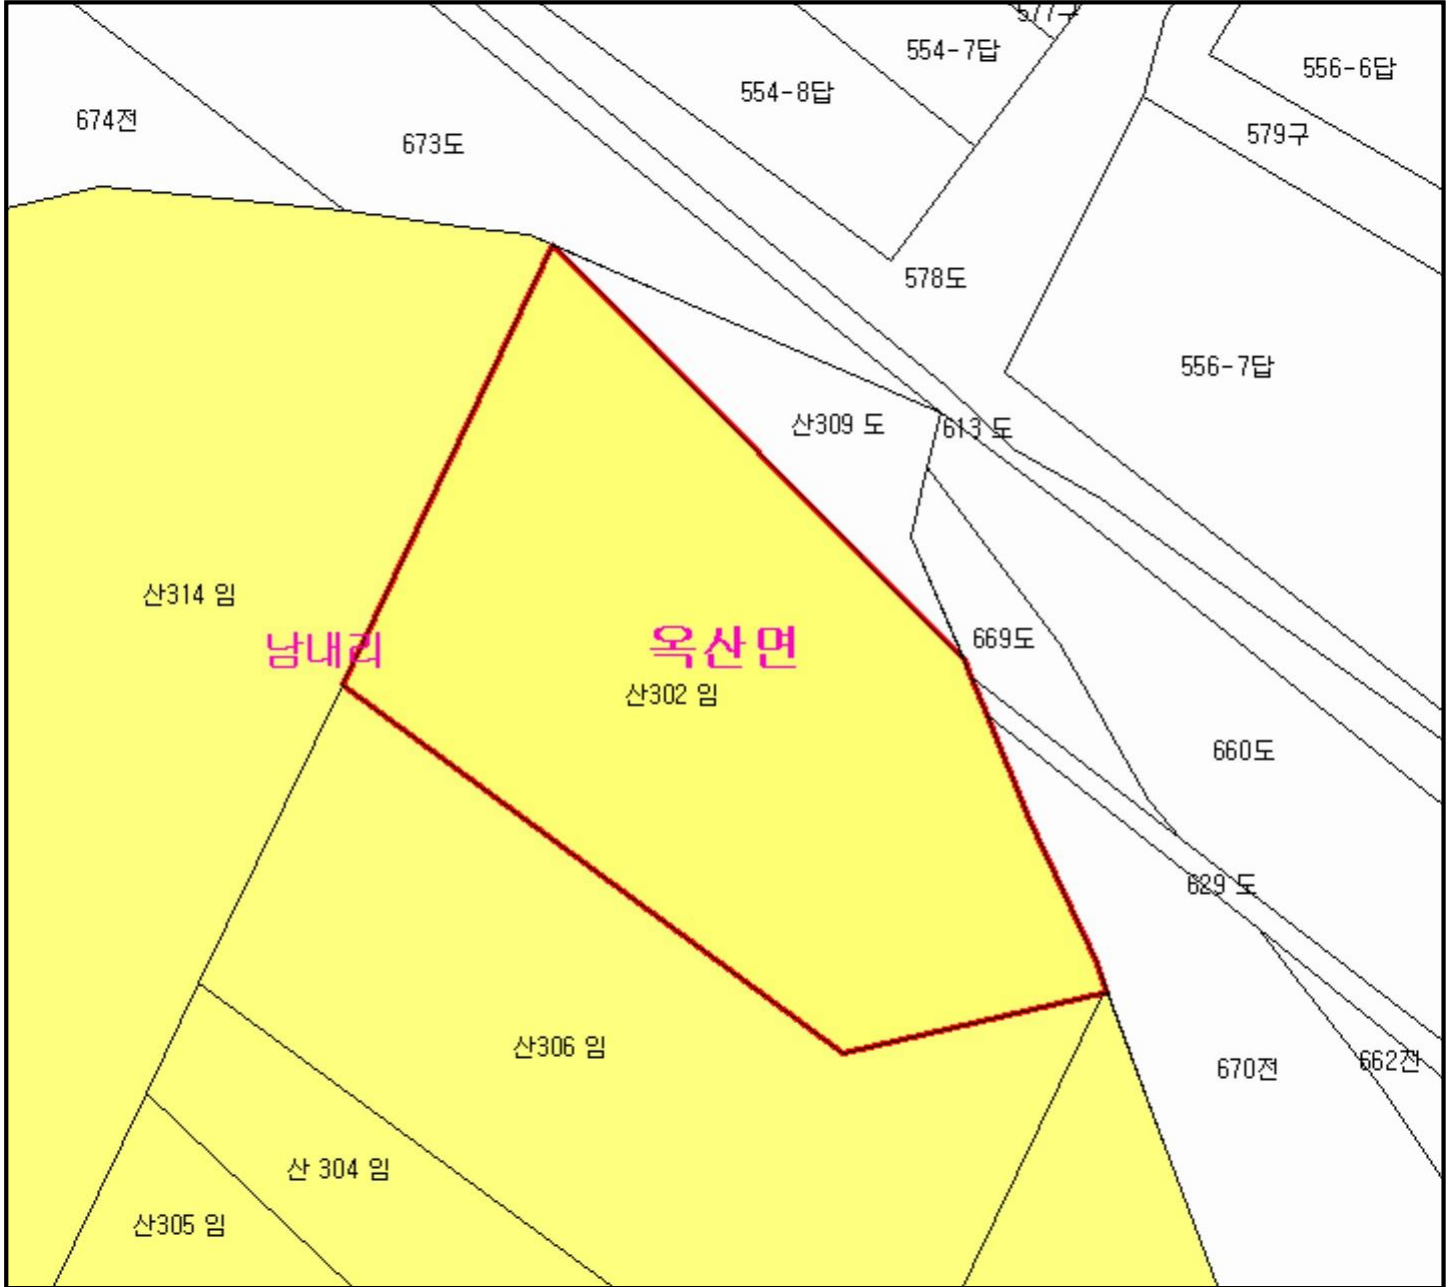 577구
554-7답
556-6답
554-8답
674전
579구
673도
578도
556-7답
산309 도
613 도
산314 임
669도
남내리
옥산면
산302 임
660도
629 도
산306 임
662전
670전
산 304 임
산305 임